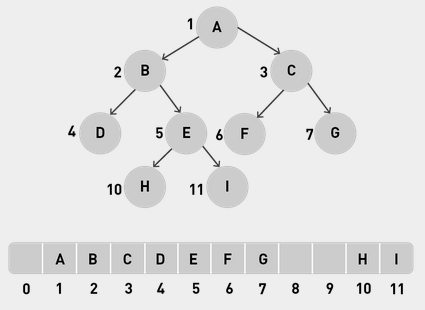 1 A
2 B 3 C
4 D 5 E 6 F 7 G
10 H 11 I
A B C D E F G H I
0 1 2 3 4 5 6 7 8 9 10 11